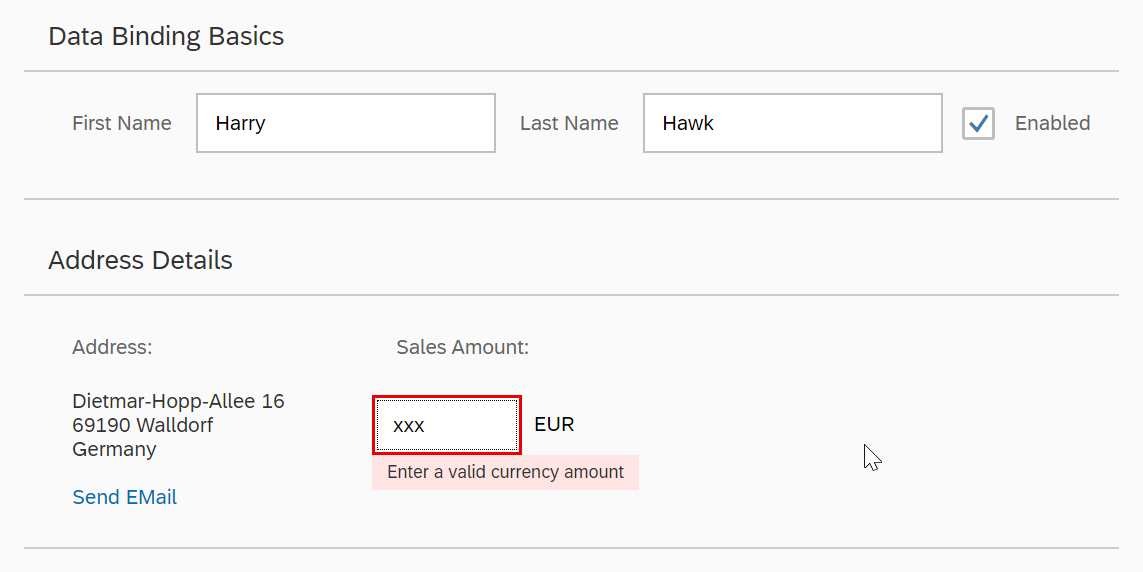 Data Binding Basics
First Name Harry Last Name Hawk Enabled
Address Details
Address: Sales Amount:
Dietmar-Hopp-Allee 16
69190 Walldorf
Germany
xxx EUR
Enter a valid currency amount
Send EMail